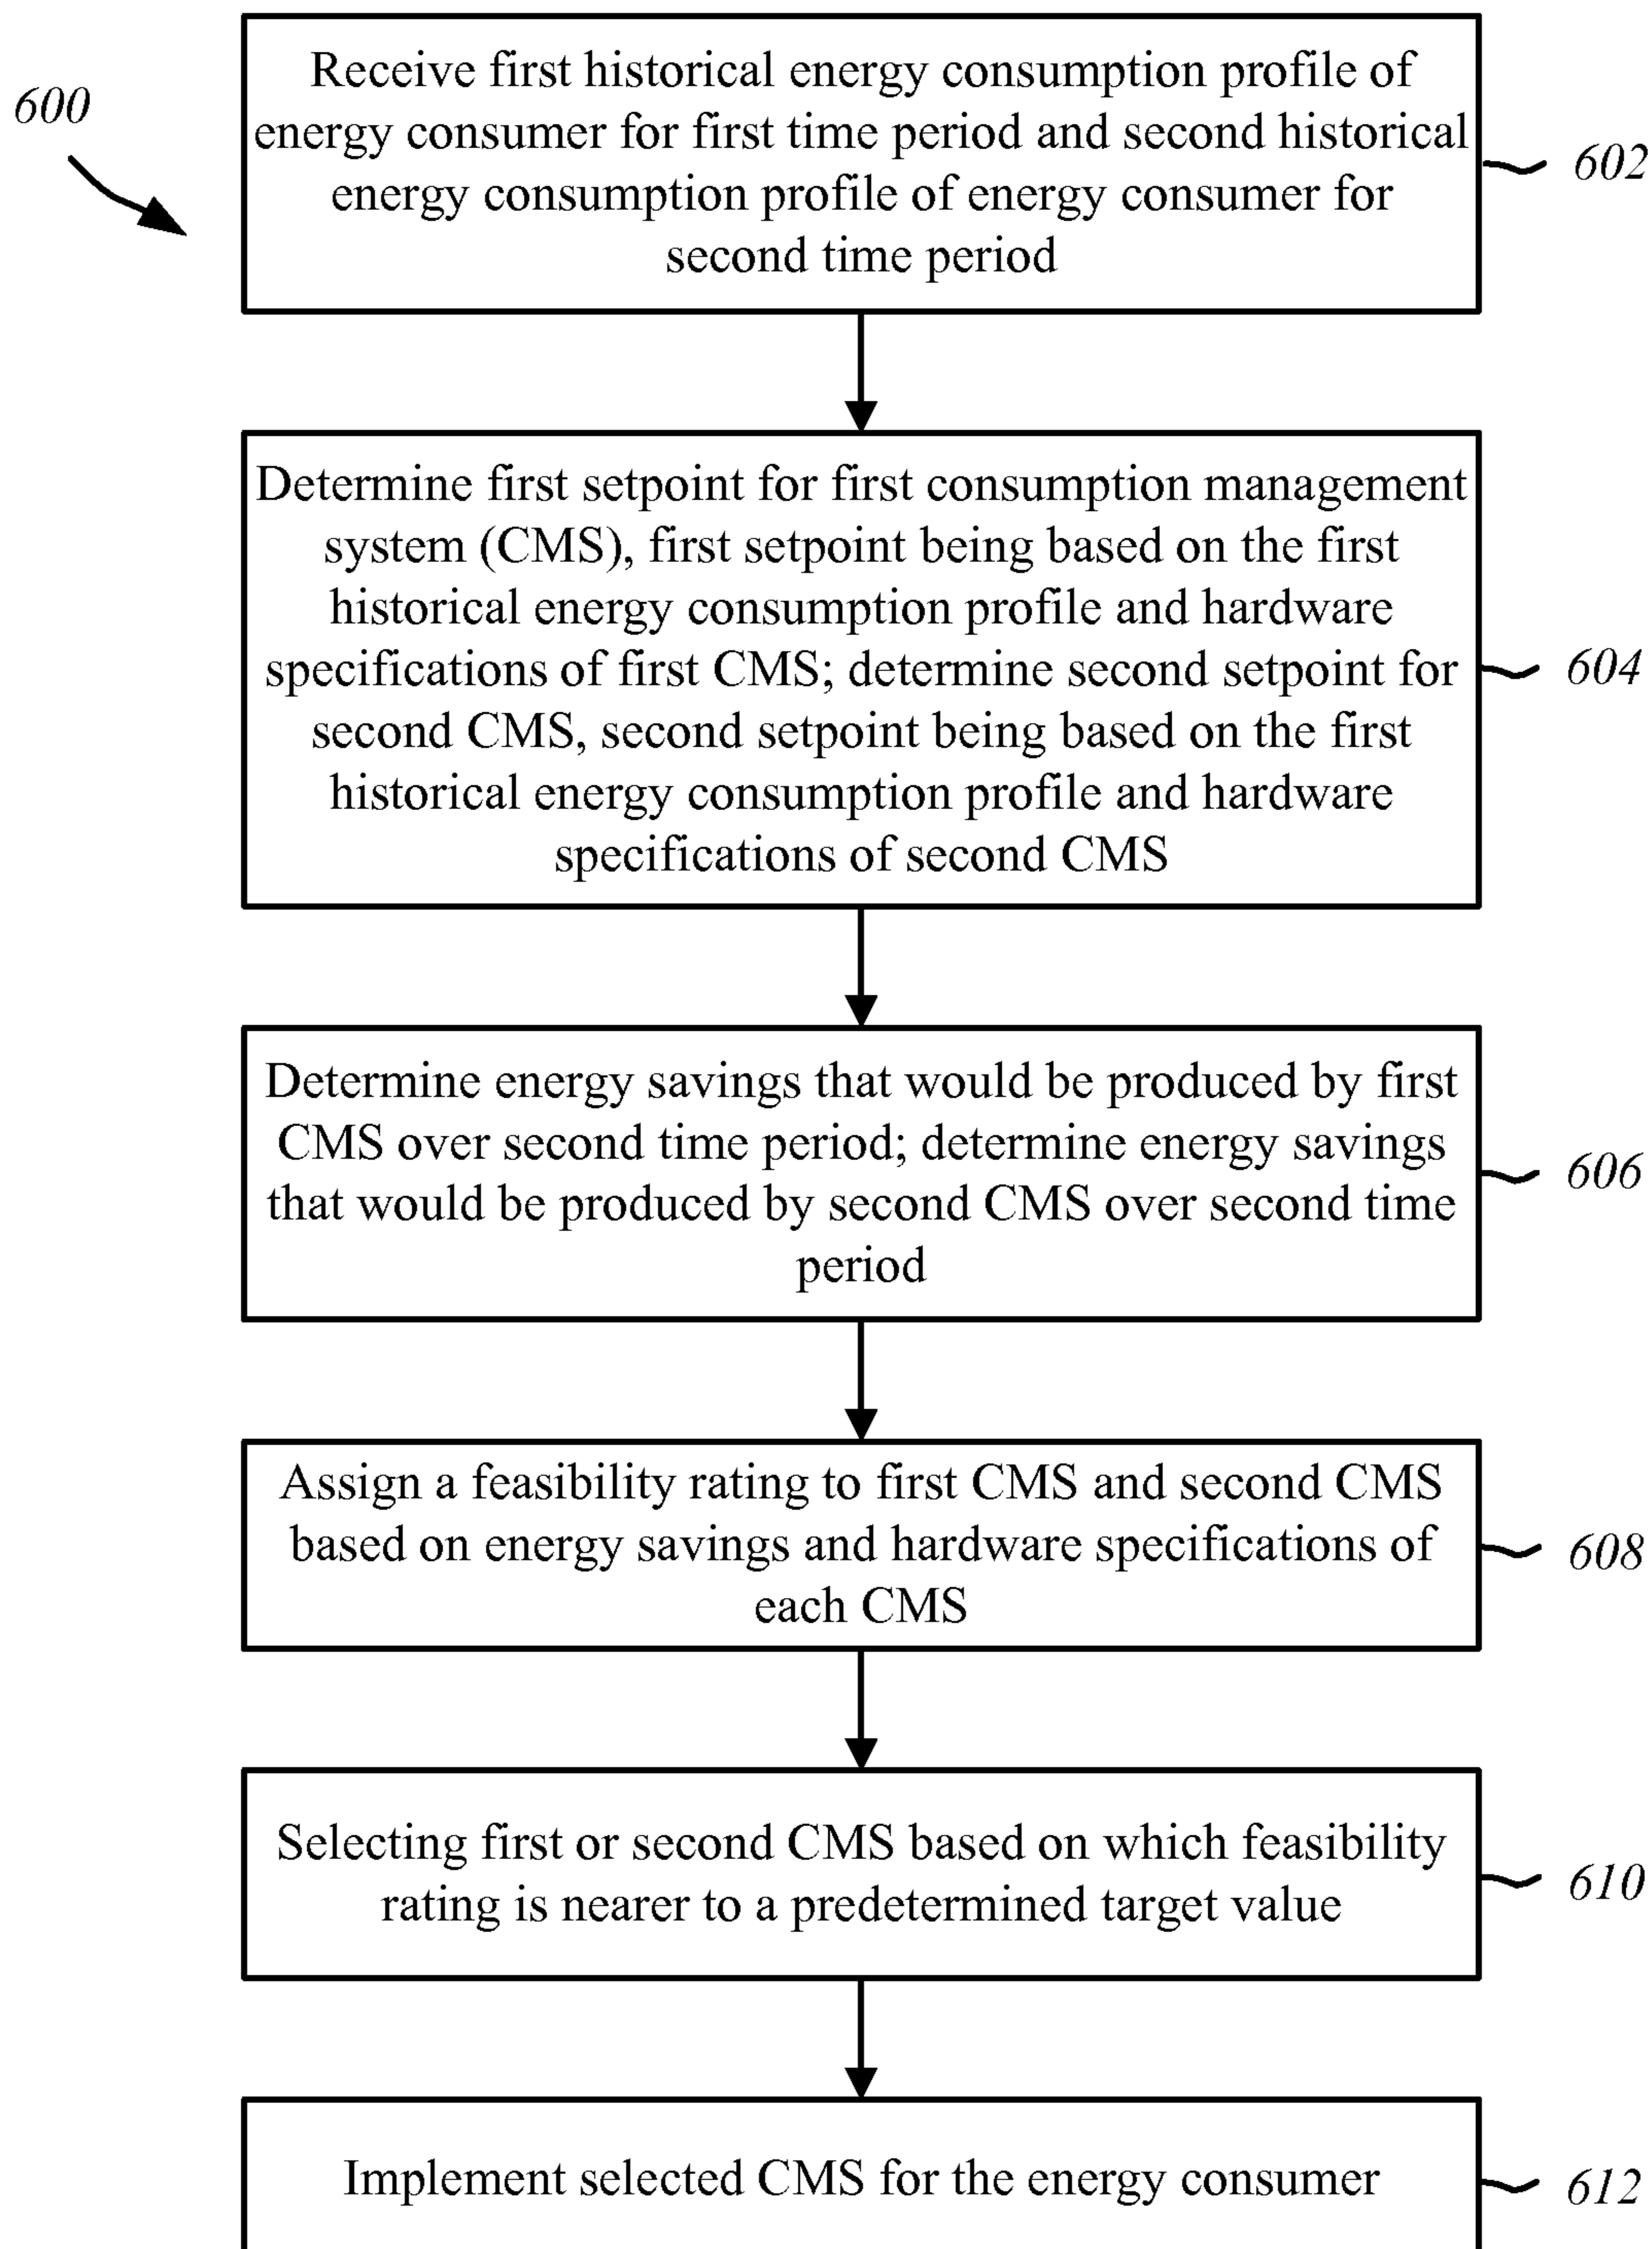 600
Receive first historical energy consumption profile of
energy consumer for first time period and second historical
energy consumption profile of energy consumer for
second time period
602
Determine first setpoint for first consumption management
system (CMS), first setpoint being based on the first
historical energy consumption profile and hardware
specifications of first CMS; determine second setpoint for
second CMS, second setpoint being based on the first
historical energy consumption profile and hardware
specifications of second CMS
604
Determine energy savings that would be produced by first
CMS over second time period; determine energy savings
that would be produced by second CMS over second time
period
606
Assign a feasibility rating to first CMS and second CMS
based on energy savings and hardware specifications of
each CMS
608
Selecting first or second CMS based on which feasibility
rating is nearer to a predetermined target value
610
Implement selected CMS for the energy consumer
612